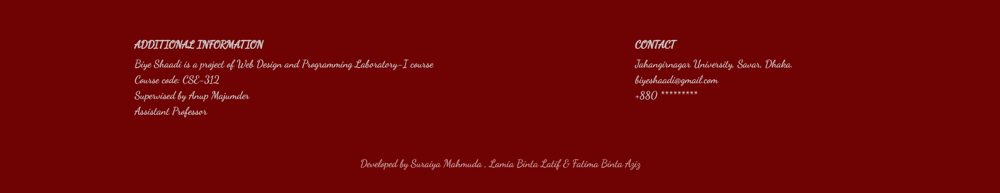 ADDITIONAL INFORMATION
Biye Shaadi is a project of Web Design and Programming Laboratory-I course
Course code: CSE-312
Supervised by Anup Majumder
Assistant Professor
CONTACT
Jahangirnagar University, Savar, Dhaka.
biyeshaadi@gmail.com
+880 *********
Developed by Suraiya Mahmuda , Lamia Binta Latif & Fatima Binta Aziz